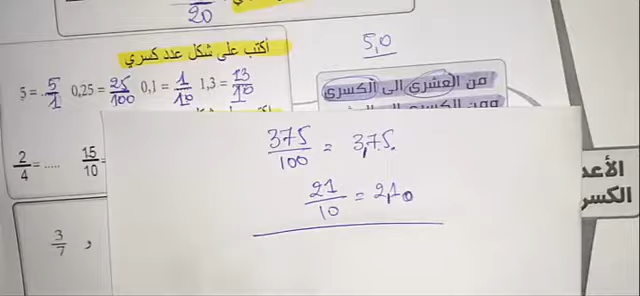 20
أكتب على شكل عدد كسري
5,0
5 = 5/1 0,25 = 25/100 0,1 = 1/10 1,3 = 13/10
من العشري إلى الكسري
375/100 = 3,75
21/10 = 2,10
2/4 = ..... 15/10 =
3/7 ,
الأعد
الكسر